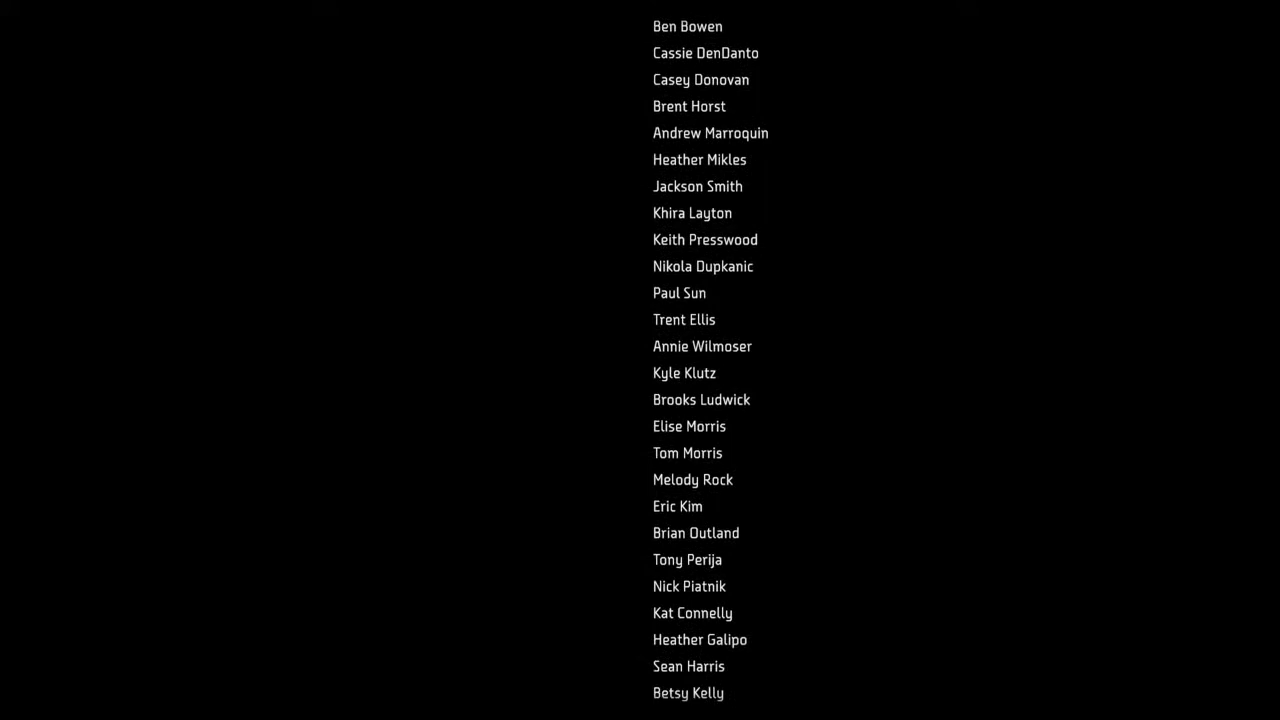 Ben Bowen
Cassie DenDanto
Casey Donovan
Brent Horst
Andrew Marroquin
Heather Mikles
Jackson Smith
Khira Layton
Keith Presswood
Nikola Dupkanic
Paul Sun
Trent Ellis
Annie Wilmoser
Kyle Klutz
Brooks Ludwick
Elise Morris
Tom Morris
Melody Rock
Eric Kim
Brian Outland
Tony Perija
Nick Piatnik
Kat Connelly
Heather Galipo
Sean Harris
Betsy Kelly